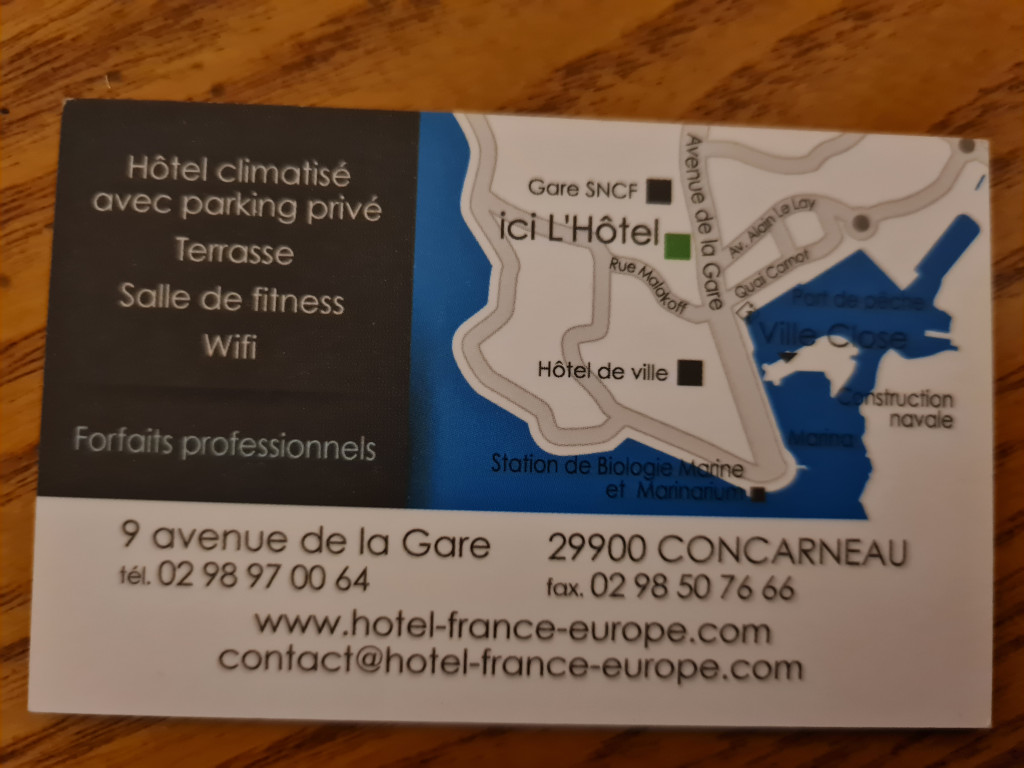 Hôtel climatisé
avec parking privé
Terrasse
Salle de fitness
Wifi
Forfaits professionnels
Avenue de la Gare
Gare SNCF
ici L'Hôtel
Av. Alain Le Lay
Rue Malakoff
Quai Carnot
Port de pêche
Ville Close
Hôtel de ville
Construction
navale
Marina
Station de Biologie Marine
et Marinarium
9 avenue de la Gare
29900 CONCARNEAU
tél. 02 98 97 00 64
fax. 02 98 50 76 66
www.hotel-france-europe.com
contact@hotel-france-europe.com